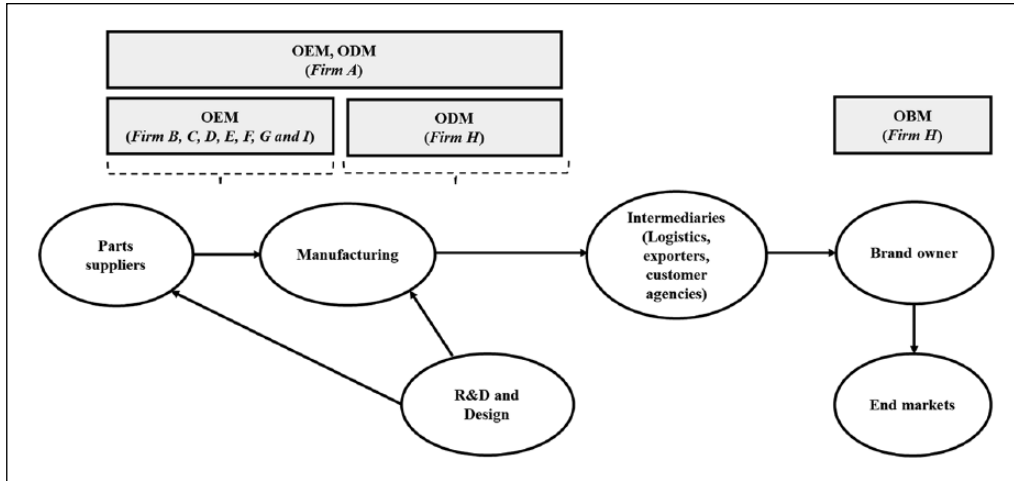 OEM, ODM
(Firm A)
OEM
(Firm B, C, D, E, F, G and I)
ODM
(Firm H)
OBM
(Firm H)
Parts
suppliers
Manufacturing
Intermediaries
(Logistics,
exporters,
customer
agencies)
Brand owner
R&D and
Design
End markets